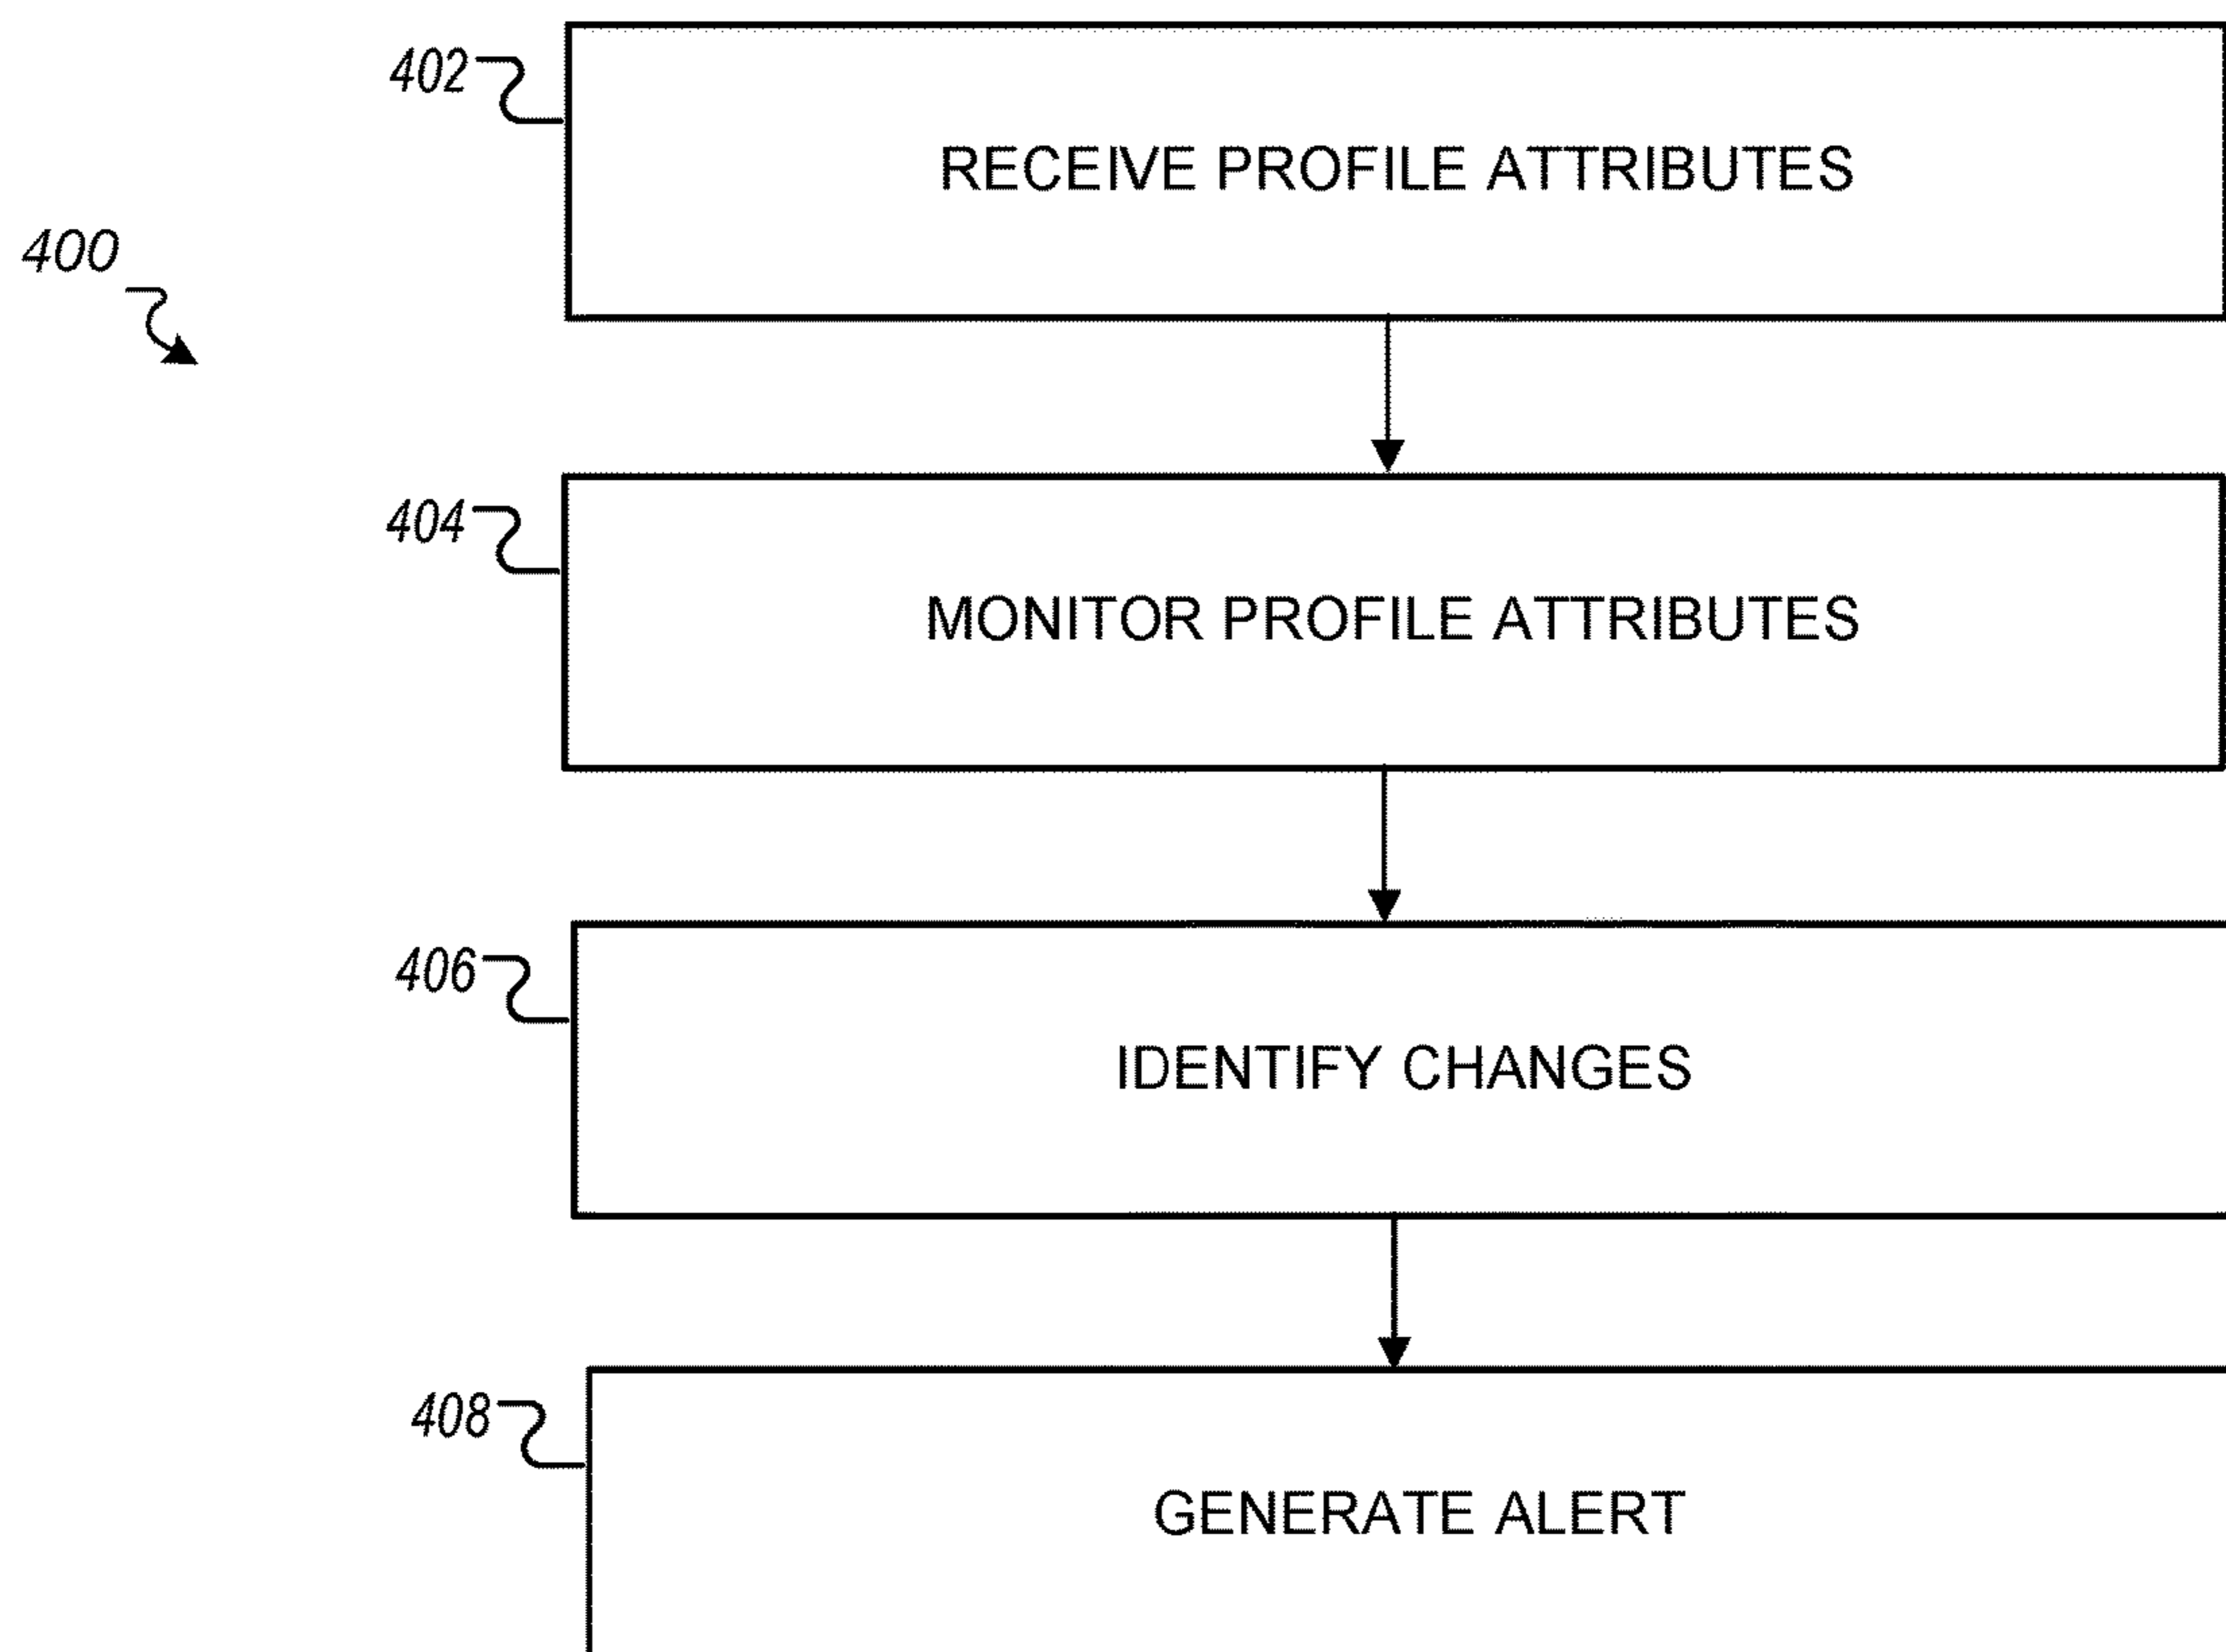 402
RECEIVE PROFILE ATTRIBUTES
400
404
MONITOR PROFILE ATTRIBUTES
406
IDENTIFY CHANGES
408
GENERATE ALERT